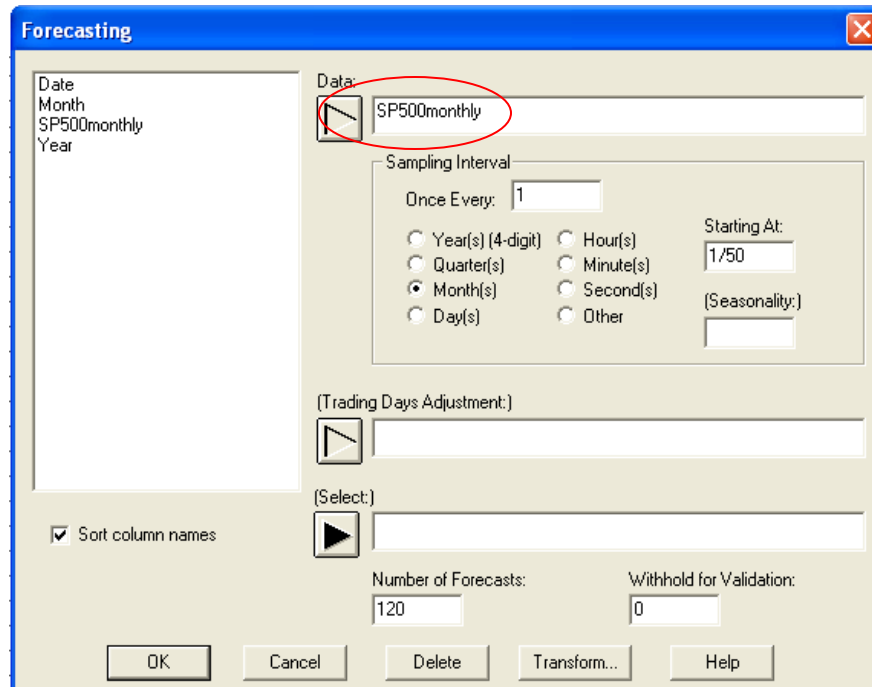 Forecasting
Date
Month
SP500monthly
Year
Sort column names
Data:
SP500monthly
Sampling Interval
Once Every: 1
Year(s) (4-digit) Hour(s)
Quarter(s) Minute(s)
Month(s) Second(s)
Day(s) Other
Starting At:
1/50
(Seasonality:)
(Trading Days Adjustment:)
(Select:)
Number of Forecasts: Withhold for Validation:
120 0
OK Cancel Delete Transform... Help